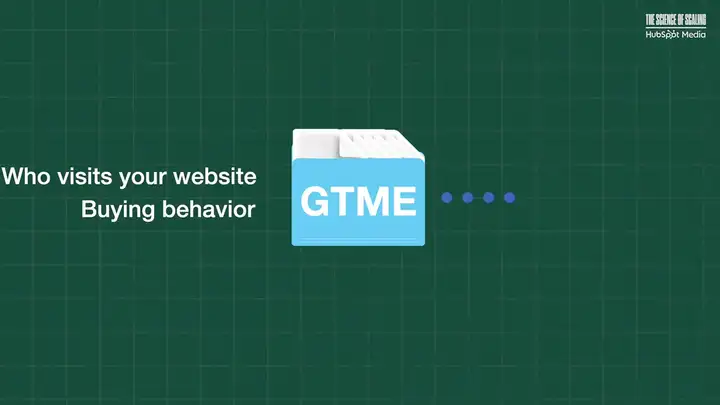 THE SCIENCE OF SCALING
HubSpot Media
Who visits your website
Buying behavior
GTME